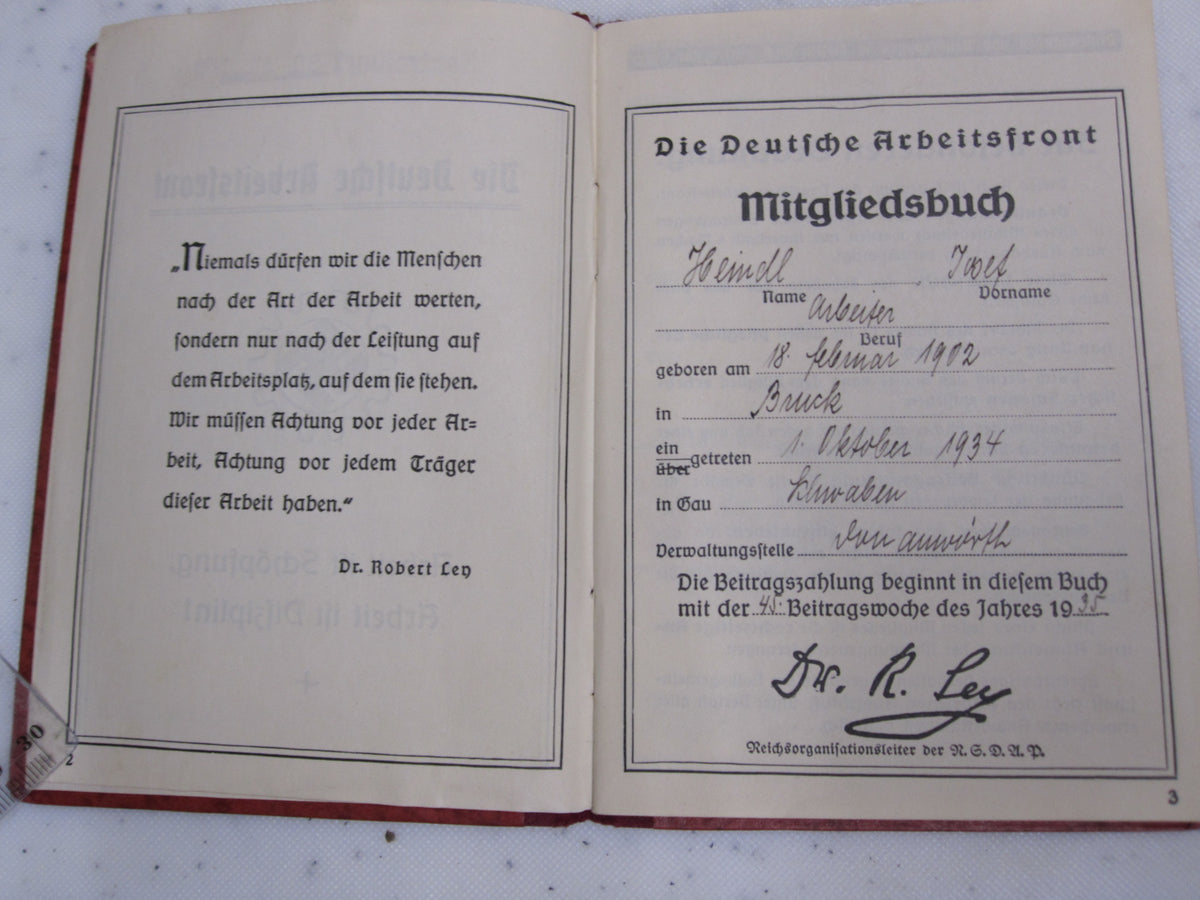 „Niemals dürfen wir die Menschen
nach der Art der Arbeit werten,
sondern nur nach der Leistung auf
dem Arbeitsplatz, auf dem sie stehen.
Wir müssen Achtung vor jeder Ar=
beit, Achtung vor jedem Träger
dieser Arbeit haben.“
Dr. Robert Ley
2
30
Die Deutsche Arbeitsfront
Mitgliedsbuch
Heindl Josef
Name Vorname
Arbeiter
Beruf
geboren am 18. Februar 1902
in Bruck
ein
über getreten 1. Oktober 1934
in Gau Schwaben
Verwaltungsstelle Donauwörth
Die Beitragszahlung beginnt in diesem Buch
mit der 45. Beitragswoche des Jahres 1935
Dr. R. Ley
Reichsorganisationsleiter der N.S.D.A.P.
3